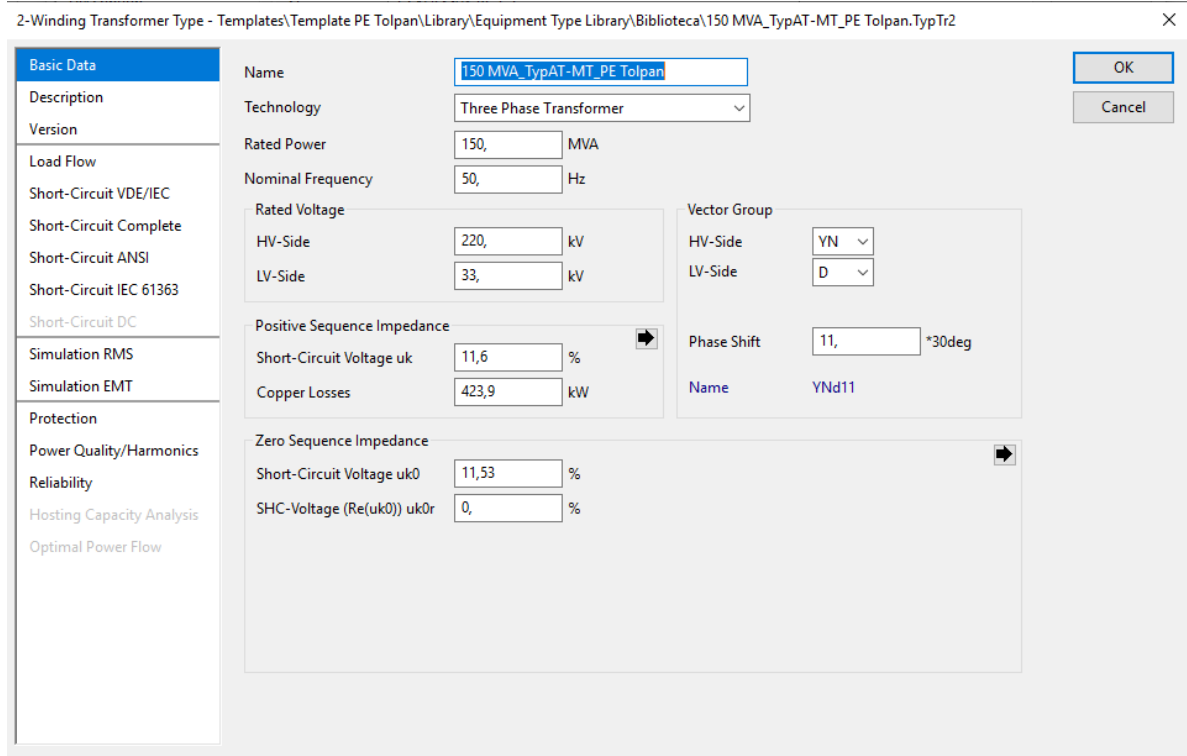 2-Winding Transformer Type - Templates\Template PE Tolpan\Library\Equipment Type Library\Biblioteca\150 MVA_TypAT-MT_PE Tolpan.TypTr2
Basic Data
Description
Version
Load Flow
Short-Circuit VDE/IEC
Short-Circuit Complete
Short-Circuit ANSI
Short-Circuit IEC 61363
Short-Circuit DC
Simulation RMS
Simulation EMT
Protection
Power Quality/Harmonics
Reliability
Hosting Capacity Analysis
Optimal Power Flow
Name 150 MVA_TypAT-MT_PE Tolpan
Technology Three Phase Transformer
Rated Power 150, MVA
Nominal Frequency 50, Hz
Rated Voltage
HV-Side 220, kV
LV-Side 33, kV
Vector Group
HV-Side YN
LV-Side D
Phase Shift 11, *30deg
Name YNd11
Positive Sequence Impedance
Short-Circuit Voltage uk 11,6 %
Copper Losses 423,9 kW
Zero Sequence Impedance
Short-Circuit Voltage uk0 11,53 %
SHC-Voltage (Re(uk0)) uk0r 0, %
OK
Cancel